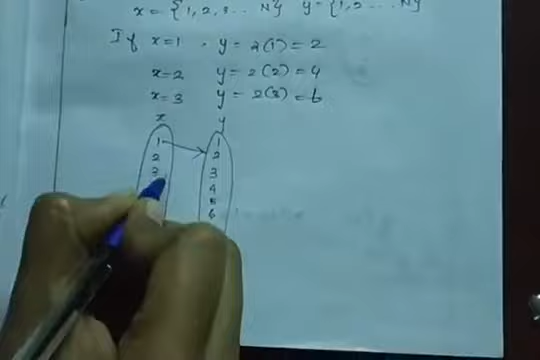 x = {1, 2, 3 .. N} y = {1, 2 ... N}
If x=1 , y = 2(1) = 2
x=2 y = 2(2) = 4
x=3 y = 2(3) = 6
x y
1 1
2 2
3 3
4
5
6